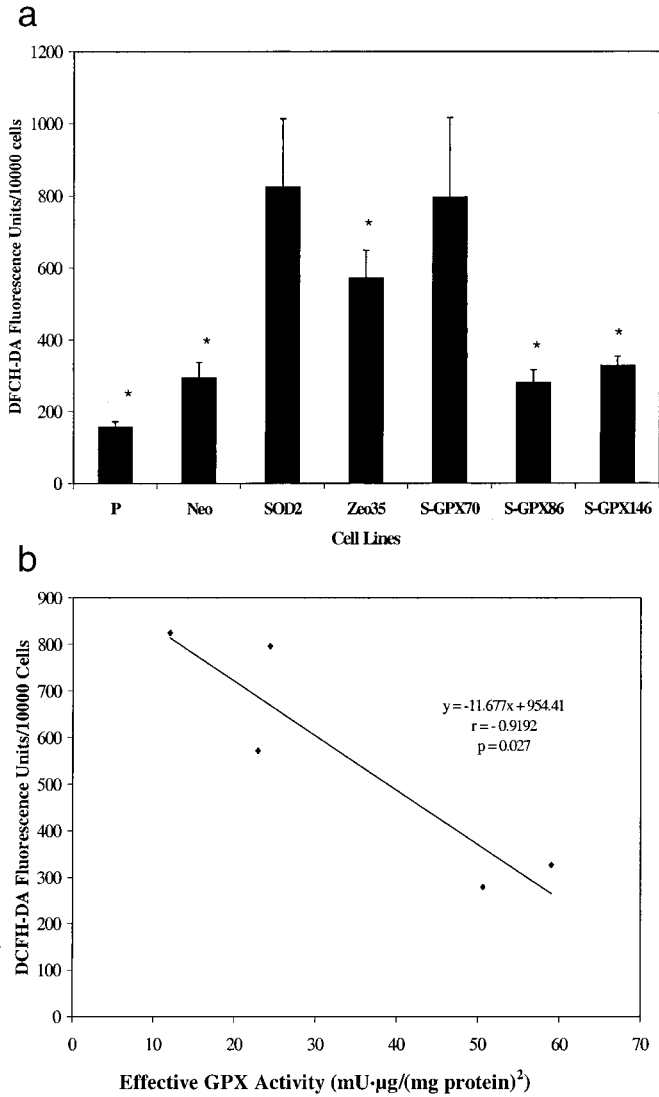 a
1200
1000
800
600
400
200
0
DFCH-DA Fluorescence Units/10000 cells
*
*
*
*
*
P Neo SOD2 Zeo35 S-GPX70 S-GPX86 S-GPX146
Cell Lines
b
900
800
700
600
500
400
300
200
100
0
DCFH-DA Fluorescence Units/10000 Cells
y = -11.677x + 954.41
r = - 0.9192
p = 0.027
0 10 20 30 40 50 60 70
Effective GPX Activity (mU·µg/(mg protein)²)